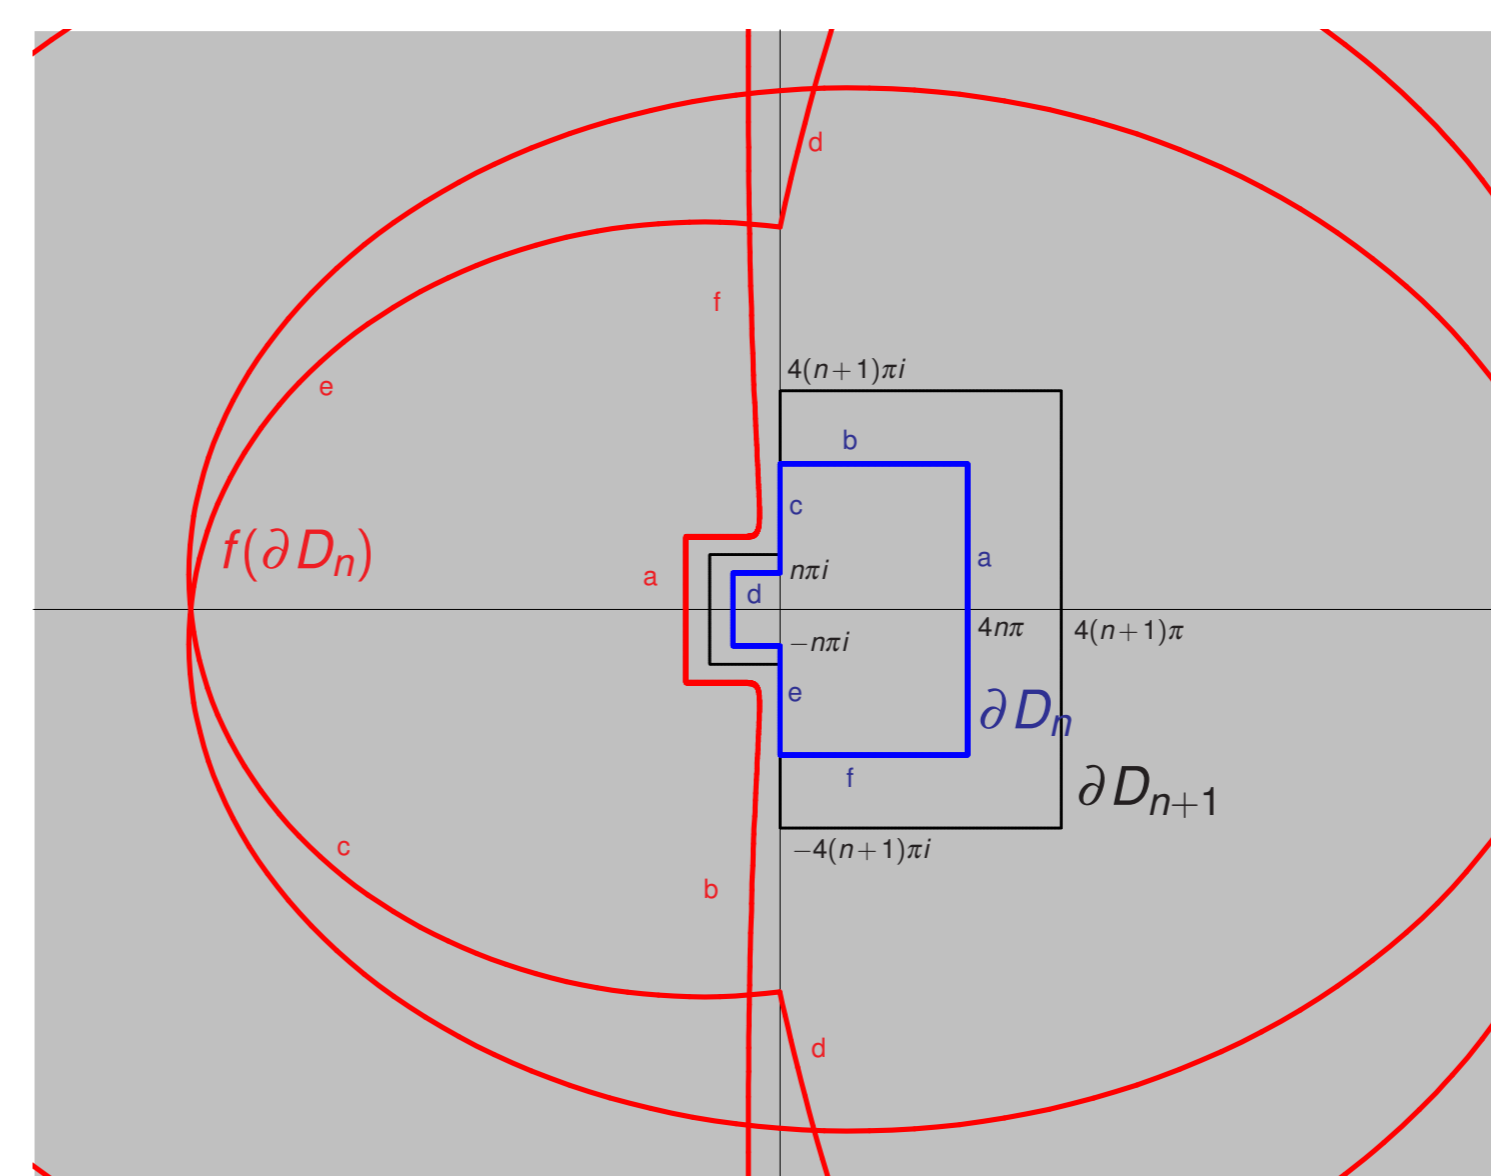 d
f
4(n+1)πi
e
b
c
f(∂Dₙ)
a
a
nπi
d
4nπ
4(n+1)π
−nπi
e
∂Dₙ
f
∂Dₙ₊₁
−4(n+1)πi
c
b
d